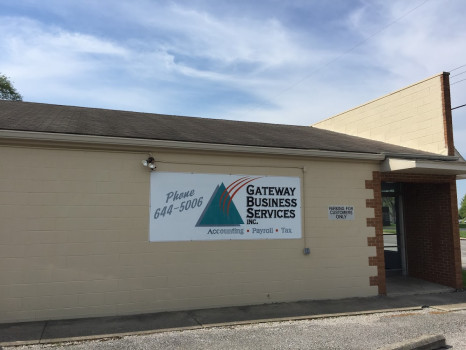 Phone
644-5006
GATEWAY
BUSINESS
SERVICES
INC.
Accounting • Payroll • Tax
PARKING FOR
CUSTOMERS
ONLY